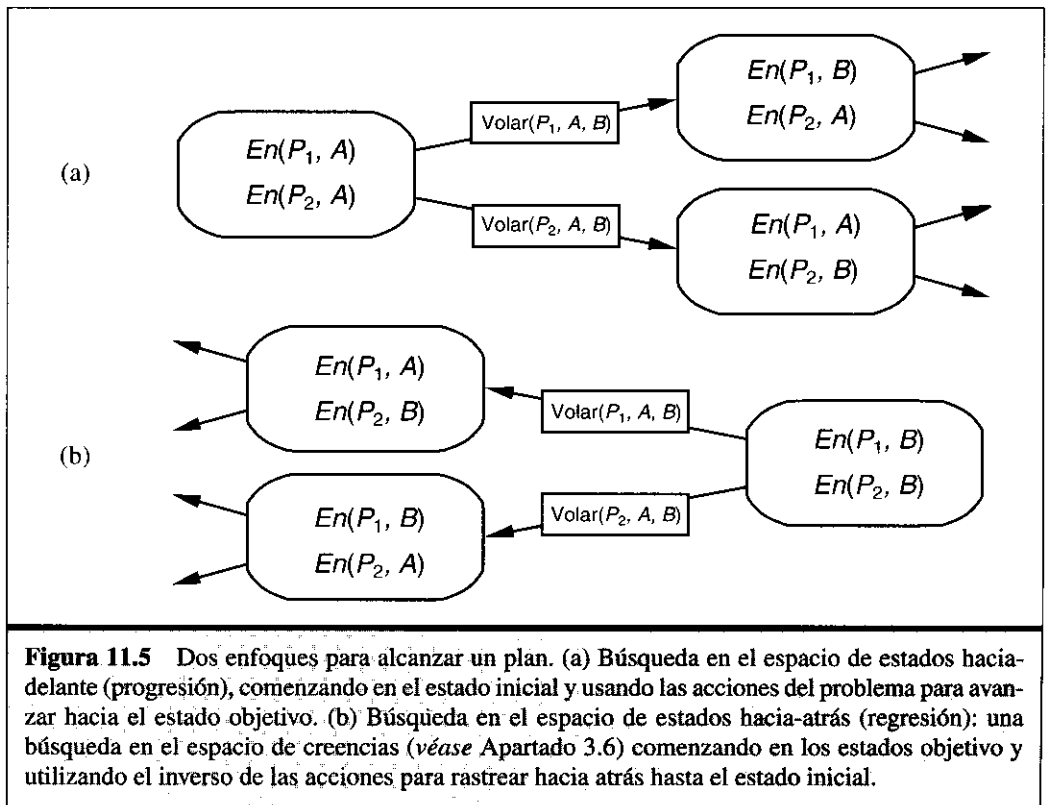 (a)
En(P₁, A)
En(P₂, A)
Volar(P₁, A, B)
Volar(P₂, A, B)
En(P₁, B)
En(P₂, A)
En(P₁, A)
En(P₂, B)
(b)
En(P₁, A)
En(P₂, B)
En(P₁, B)
En(P₂, A)
Volar(P₁, A, B)
Volar(P₂, A, B)
En(P₁, B)
En(P₂, B)
Figura 11.5 Dos enfoques para alcanzar un plan. (a) Búsqueda en el espacio de estados hacia-
delante (progresión), comenzando en el estado inicial y usando las acciones del problema para avan-
zar hacia el estado objetivo. (b) Búsqueda en el espacio de estados hacia-atrás (regresión): una
búsqueda en el espacio de creencias (véase Apartado 3.6) comenzando en los estados objetivo y
utilizando el inverso de las acciones para rastrear hacia atrás hasta el estado inicial.